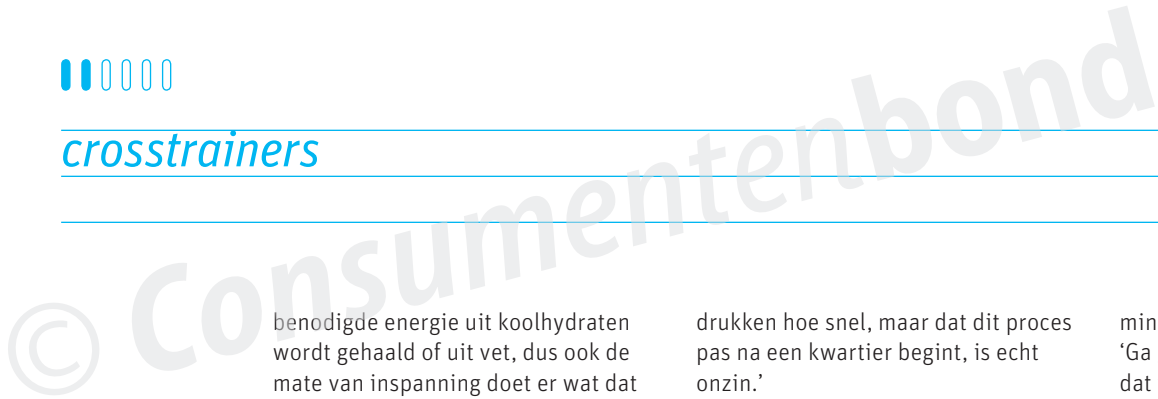 crosstrainers
© Consumentenbond
benodigde energie uit koolhydraten
wordt gehaald of uit vet, dus ook de
mate van inspanning doet er wat dat
drukken hoe snel, maar dat dit proces
pas na een kwartier begint, is echt
onzin.’
min
‘Ga
dat